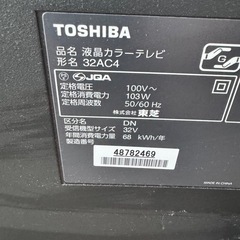 TOSHIBA
品名 液晶カラーテレビ
形名 32AC4
JQA
定格電圧 100V～
定格消費電力 103W
定格周波数 50/60 Hz
株式会社 東芝
区分名 DN
受信機型サイズ 32V
年間消費電力量 68 kWh/年
製造番号 48782469
MADE IN CHINA